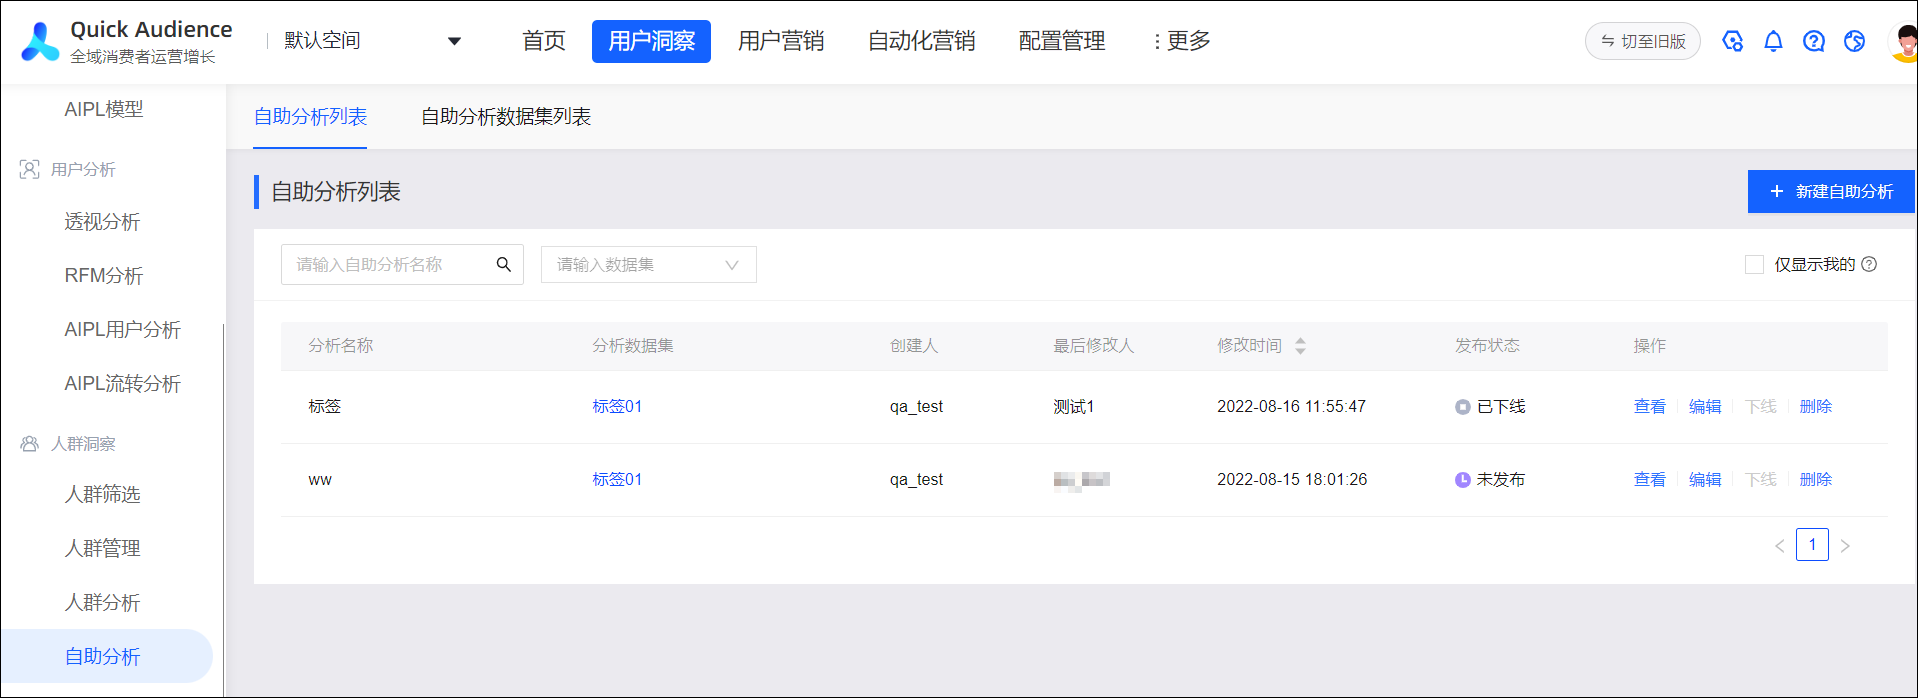 Quick Audience
全域消费者运营增长
默认空间
首页
用户洞察
用户营销
自动化营销
配置管理
更多
切至旧版
AIPL模型
用户分析
透视分析
RFM分析
AIPL用户分析
AIPL流转分析
人群洞察
人群筛选
人群管理
人群分析
自助分析
自助分析列表
自助分析数据集列表
自助分析列表
+ 新建自助分析
请输入自助分析名称
请输入数据集
仅显示我的
分析名称 分析数据集 创建人 最后修改人 修改时间 发布状态 操作
标签 标签01 qa_test 测试1 2022-08-16 11:55:47 已下线 查看 编辑 下线 删除
ww 标签01 qa_test 2022-08-15 18:01:26 未发布 查看 编辑 下线 删除
1